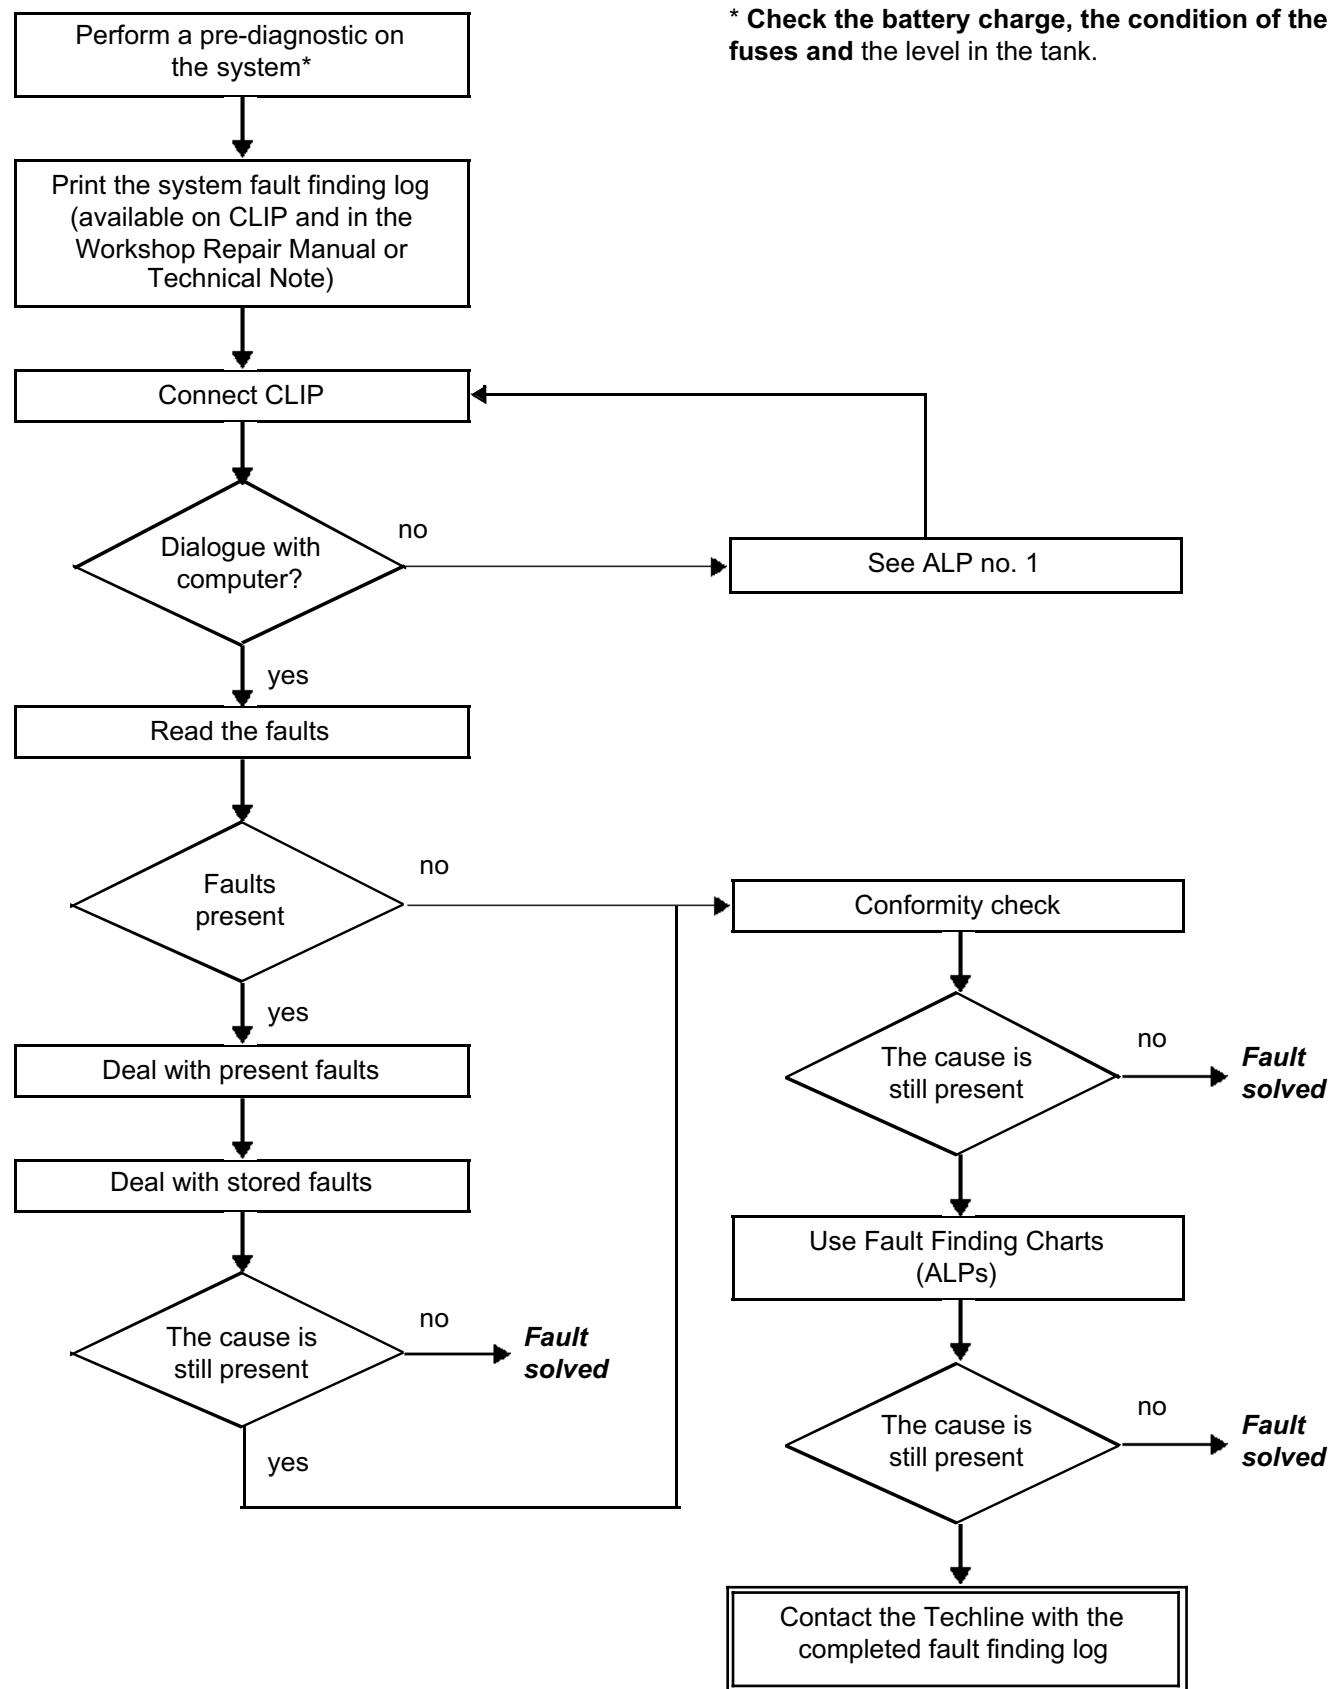 * Check the battery charge, the condition of the
fuses and the level in the tank.
Perform a pre-diagnostic on
the system*
Print the system fault finding log
(available on CLIP and in the
Workshop Repair Manual or
Technical Note)
Connect CLIP
Dialogue with
computer?
no
See ALP no. 1
yes
Read the faults
Faults
present
no
yes
Deal with present faults
Deal with stored faults
The cause is
still present
no
Fault
solved
yes
Conformity check
The cause is
still present
no
Fault
solved
Use Fault Finding Charts
(ALPs)
The cause is
still present
no
Fault
solved
Contact the Techline with the
completed fault finding log